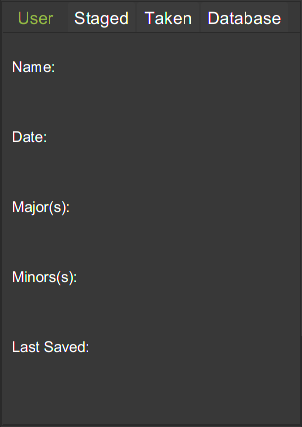 User Staged Taken Database
Name:
Date:
Major(s):
Minors(s):
Last Saved: